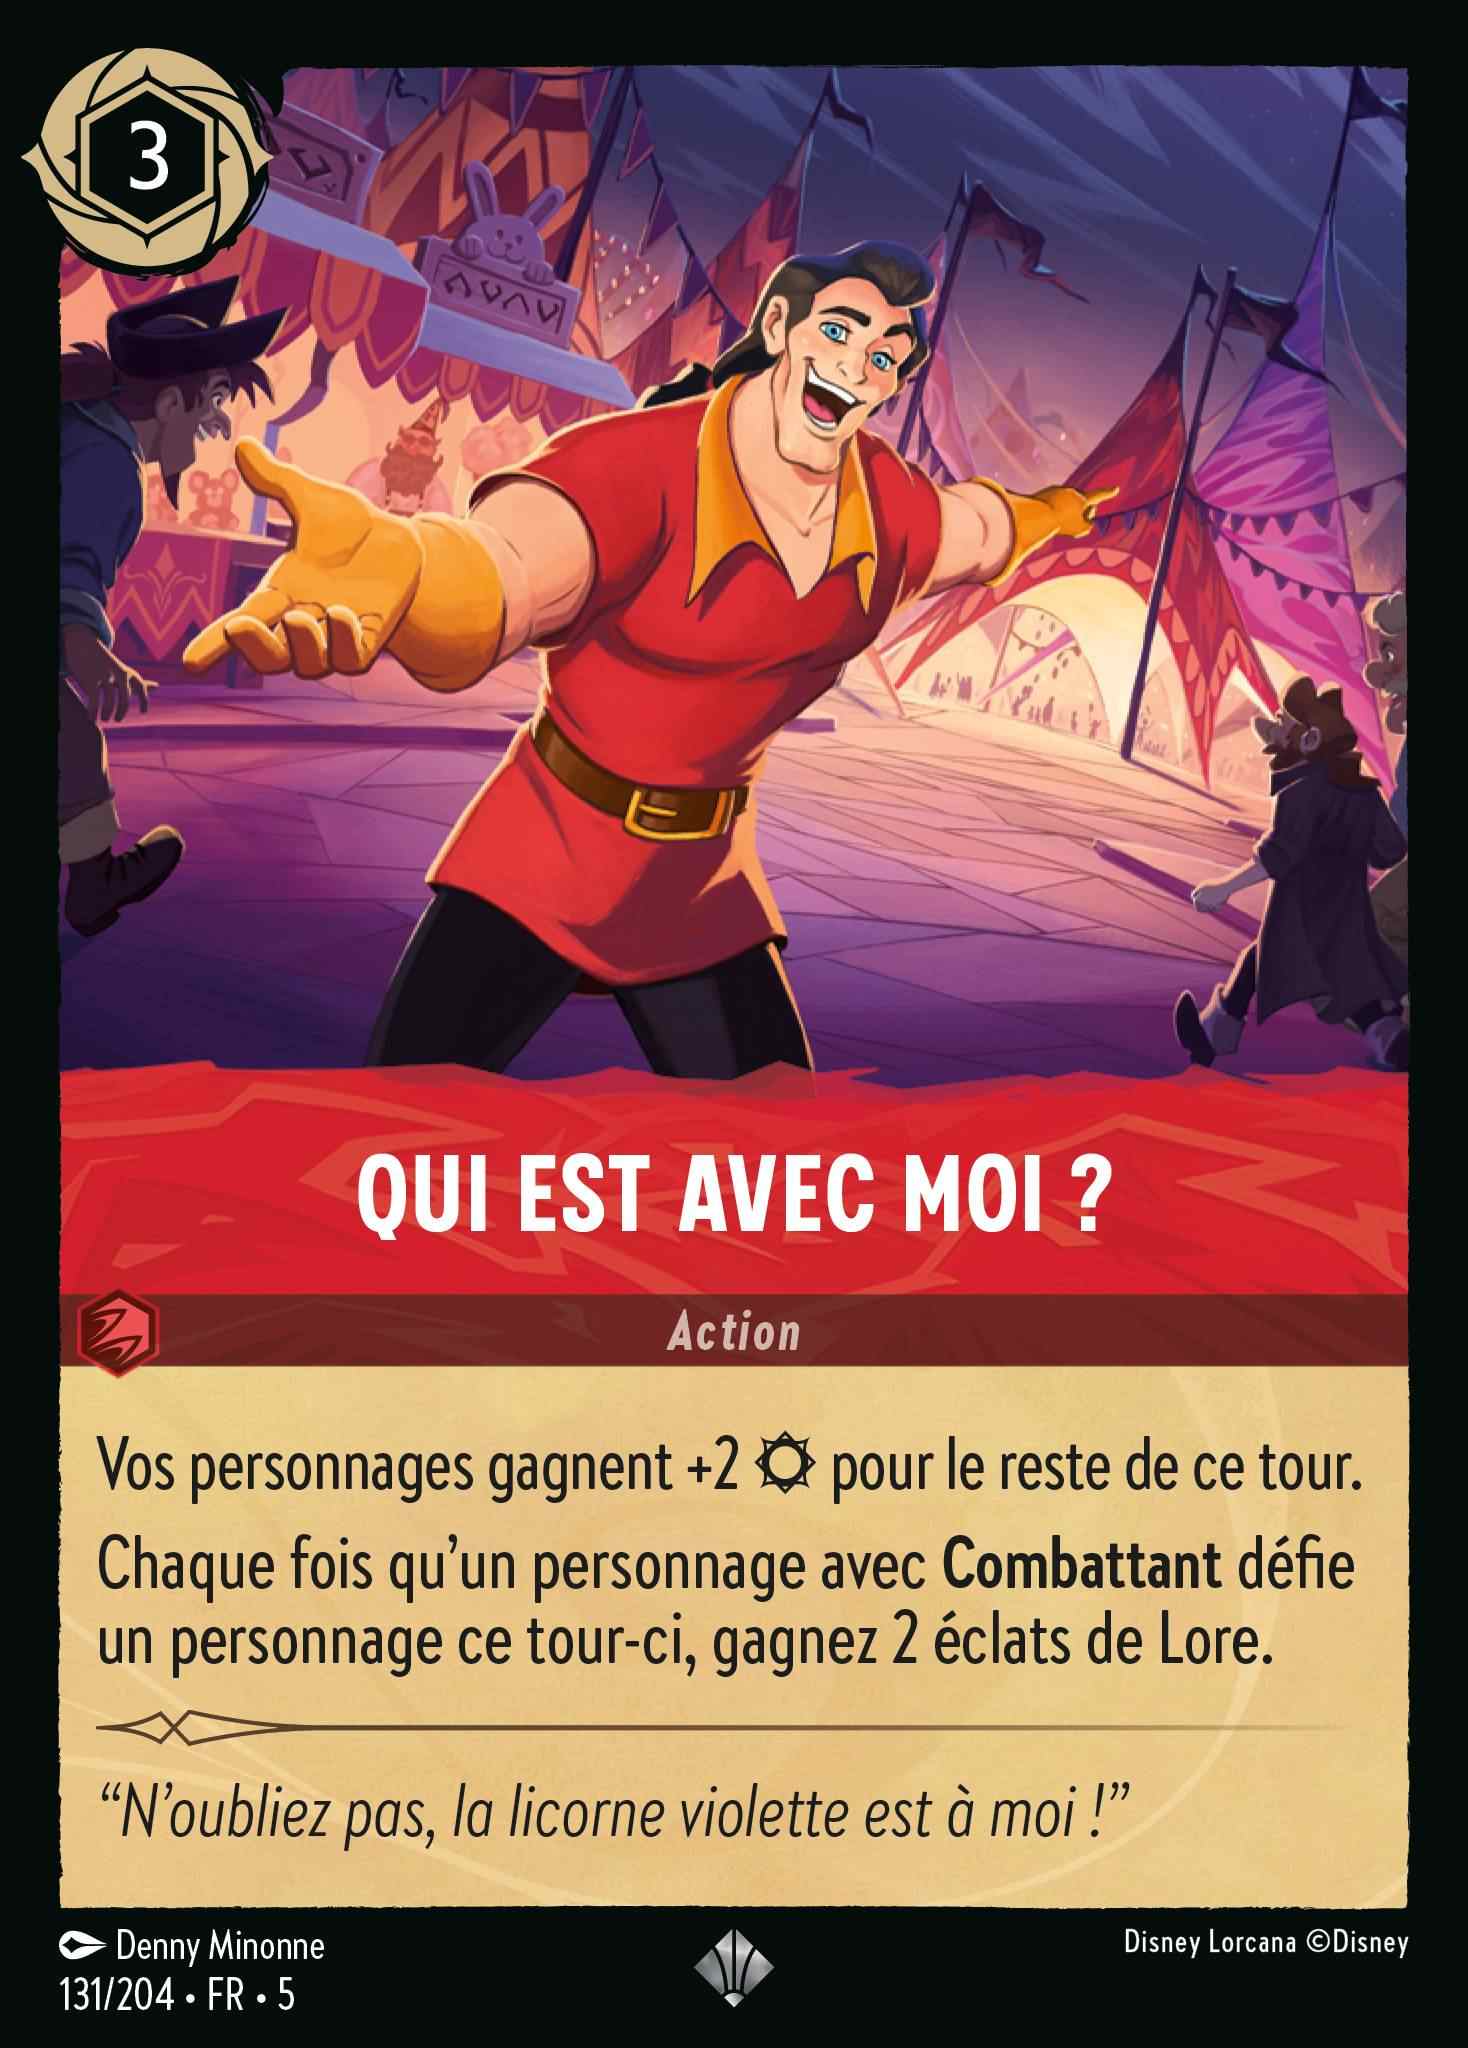 3
QUI EST AVEC MOI ?
Action
Vos personnages gagnent +2 pour le reste de ce tour.
Chaque fois qu’un personnage avec Combattant défie
un personnage ce tour-ci, gagnez 2 éclats de Lore.
“N’oubliez pas, la licorne violette est à moi !”
Denny Minonne
Disney Lorcana ©Disney
131/204 • FR • 5